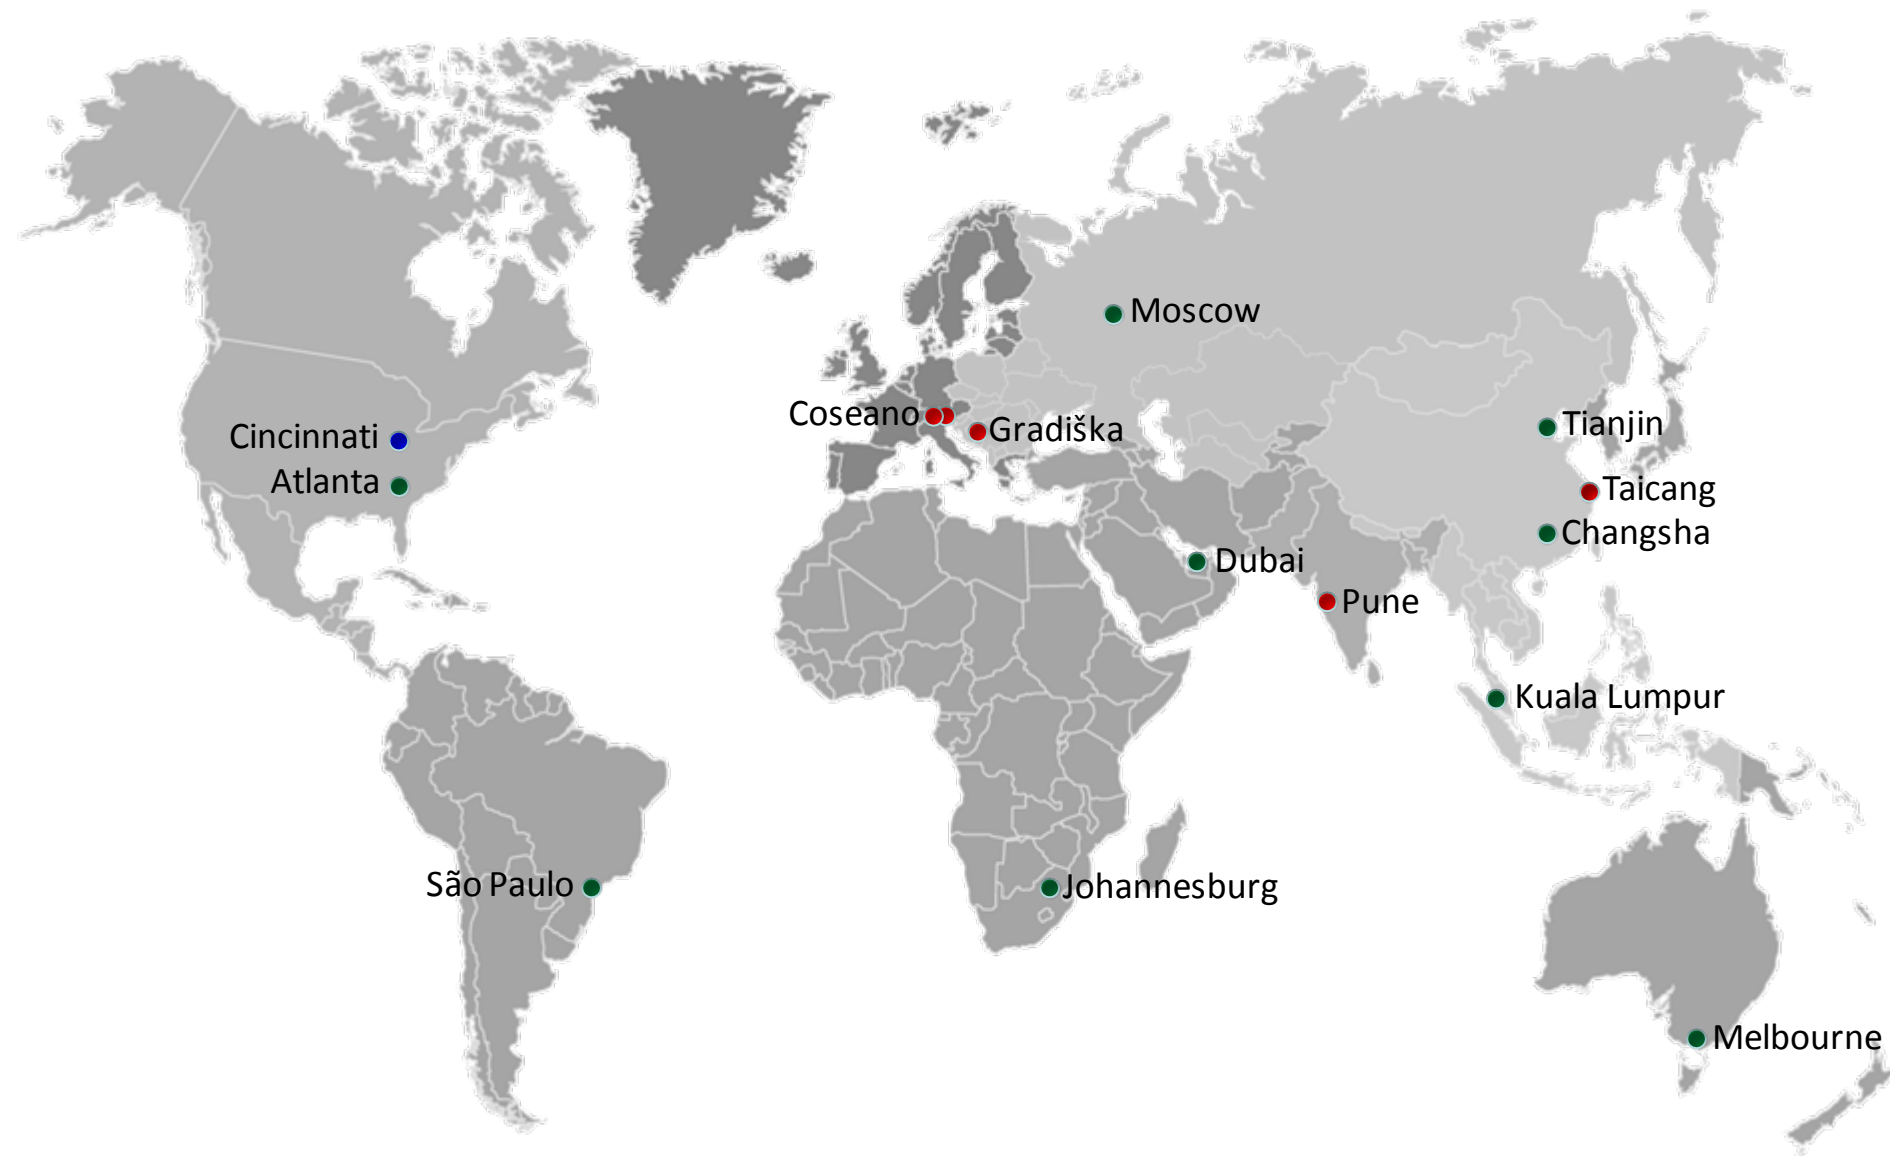 Moscow
Coseano
Gradiška
Cincinnati
Tianjin
Atlanta
Taicang
Changsha
Dubai
Pune
Kuala Lumpur
São Paulo
Johannesburg
Melbourne